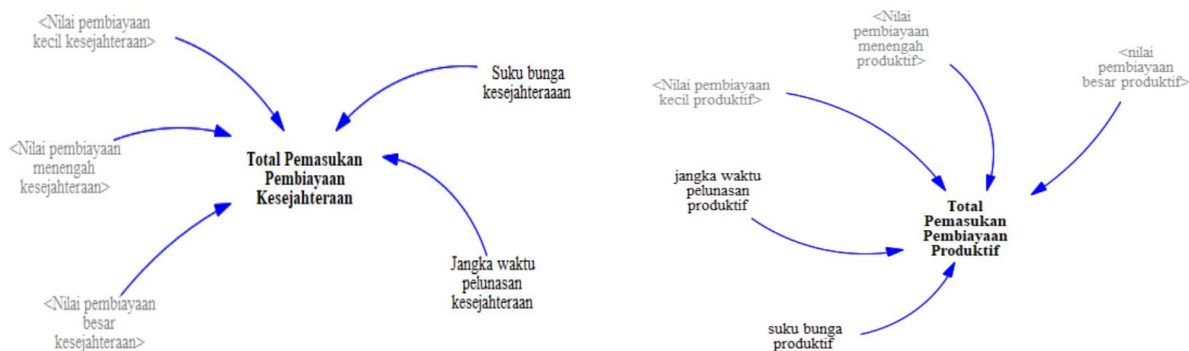 <Nilai pembiayaan
kecil kesejahteraan>
Suku bunga
kesejahteraaan
<Nilai pembiayaan
menengah
kesejahteraan>
Total Pemasukan
Pembiayaan
Kesejahteraan
Jangka waktu
pelunasan
kesejahteraan
<Nilai pembiayaan
besar
kesejahteraan>
<Nilai
pembiayaan
menengah
produktif>
<nilai
pembiayaan
besar produktif>
<Nilai pembiayaan
kecil produktif>
jangka waktu
pelunasan
produktif
Total
Pemasukan
Pembiayaan
Produktif
suku bunga
produktif